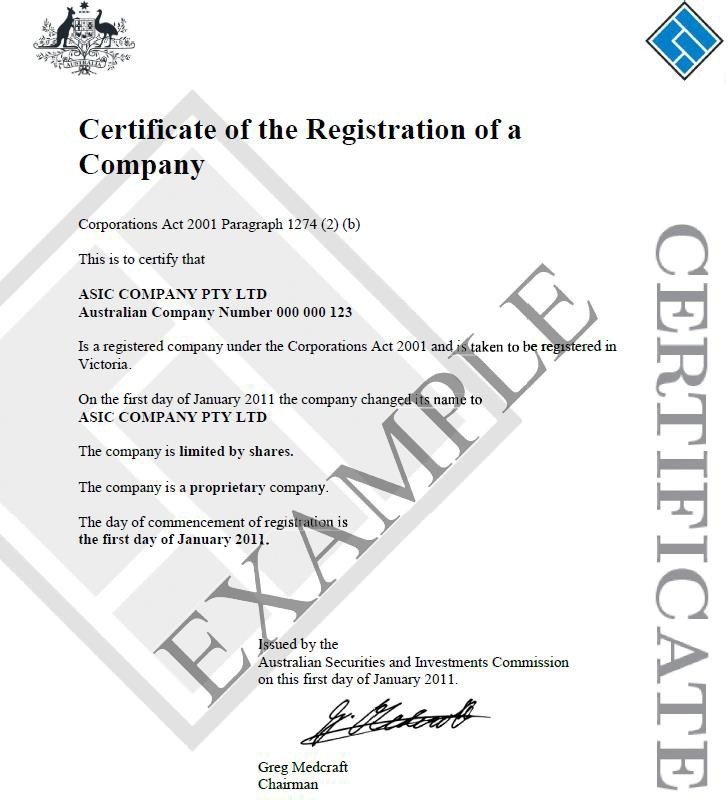 AUSTRALIA
Certificate of the Registration of a
Company
Corporations Act 2001 Paragraph 1274 (2) (b)
This is to certify that
ASIC COMPANY PTY LTD
Australian Company Number 000 000 123
Is a registered company under the Corporations Act 2001 and is taken to be registered in
Victoria.
On the first day of January 2011 the company changed its name to
ASIC COMPANY PTY LTD
The company is limited by shares.
The company is a proprietary company.
The day of commencement of registration is
the first day of January 2011.
EXAMPLE
CERTIFICATE
Issued by the
Australian Securities and Investments Commission
on this first day of January 2011.
Greg Medcraft
Chairman